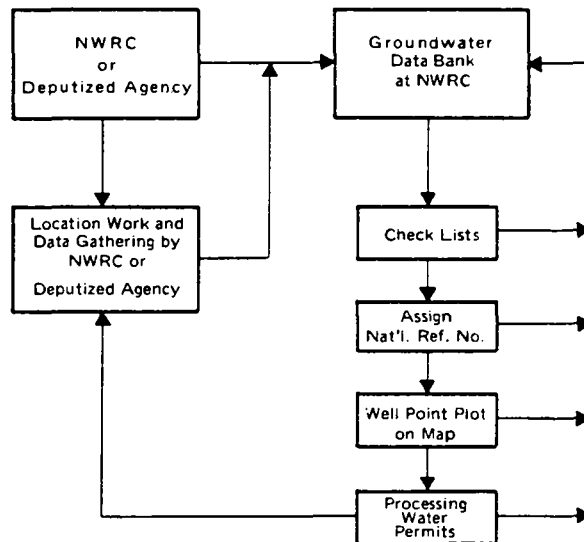 NWRC
or
Deputized Agency
Groundwater
Data Bank
at NWRC
Location Work and
Data Gathering by
NWRC or
Deputized Agency
Check Lists
Assign
Nat'l. Ref. No.
Well Point Plot
on Map
Processing
Water
Permits